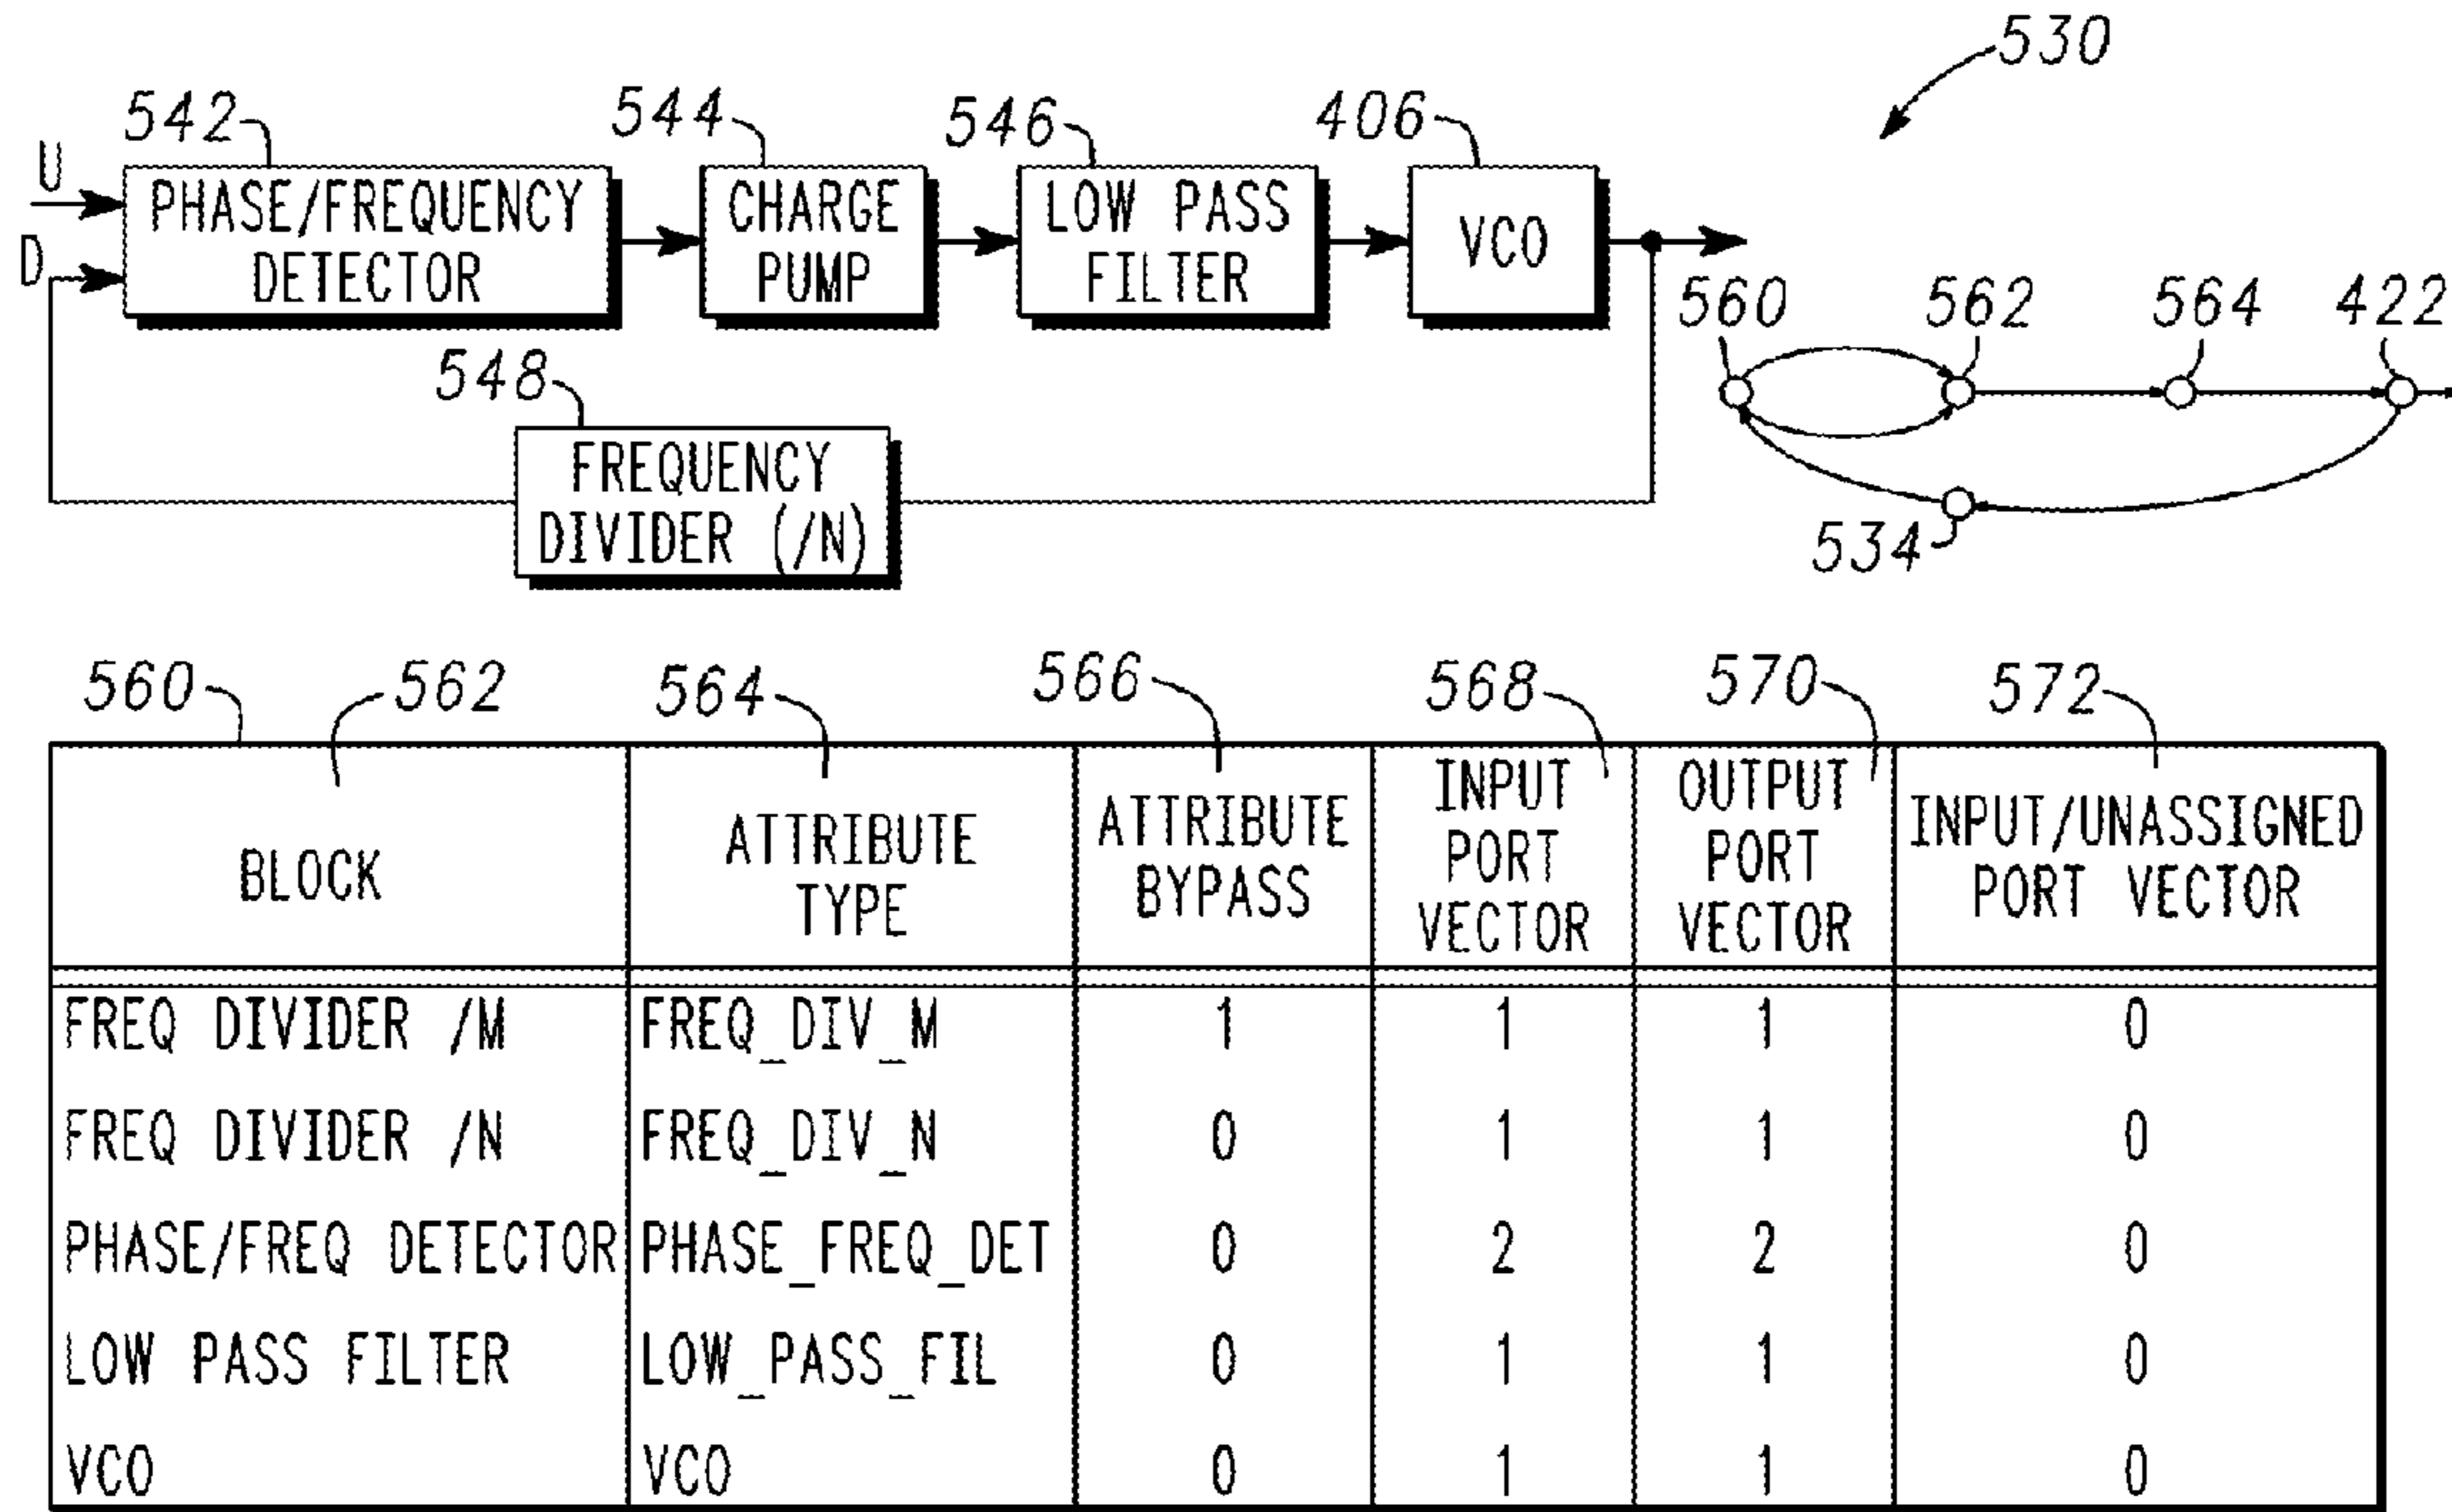 530
542
544
546
406
U
D
PHASE/FREQUENCY
DETECTOR
CHARGE
PUMP
LOW PASS
FILTER
VCO
548
FREQUENCY
DIVIDER (/N)
560
562
564
422
534
560
562
564
566
568
570
572
BLOCK
ATTRIBUTE
TYPE
ATTRIBUTE
BYPASS
INPUT
PORT
VECTOR
OUTPUT
PORT
VECTOR
INPUT/UNASSIGNED
PORT VECTOR
FREQ DIVIDER /M FREQ_DIV_M 1 1 1 0
FREQ DIVIDER /N FREQ_DIV_N 0 1 1 0
PHASE/FREQ DETECTOR PHASE_FREQ_DET 0 2 2 0
LOW PASS FILTER LOW_PASS_FIL 0 1 1 0
VCO VCO 0 1 1 0